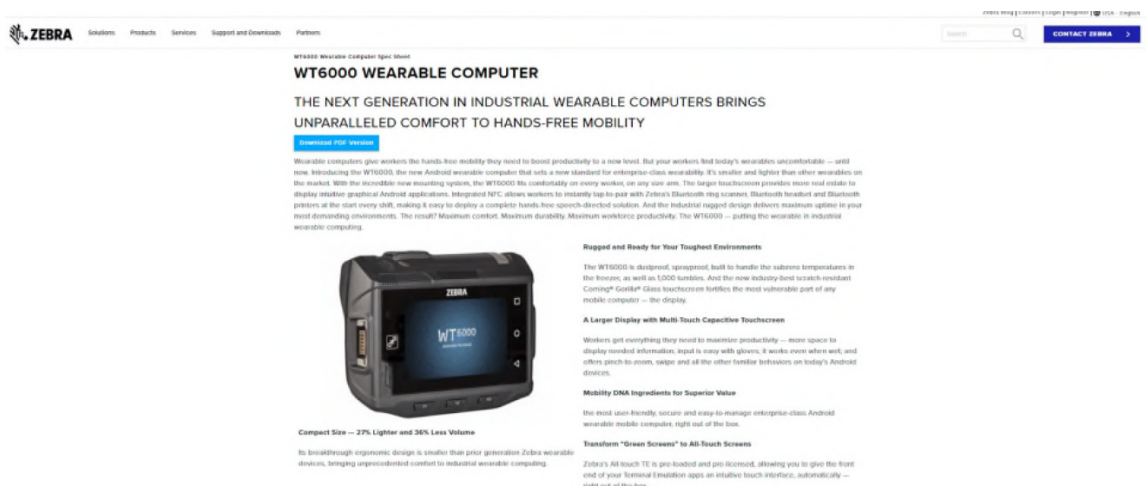 Zebra Blog | Careers | Login | Register | USA - English
ZEBRA
Solutions Products Services Support and Downloads Partners
Search
CONTACT ZEBRA >
WT6000 Wearable Computer Spec Sheet
WT6000 WEARABLE COMPUTER
THE NEXT GENERATION IN INDUSTRIAL WEARABLE COMPUTERS BRINGS
UNPARALLELED COMFORT TO HANDS-FREE MOBILITY
Download PDF Version
Wearable computers give workers the hands-free mobility they need to boost productivity to a new level. But your workers find today's wearables uncomfortable — until
now. Introducing the WT6000, the new Android wearable computer that sets a new standard for enterprise-class wearability. It's smaller and lighter than other wearables on
the market. With the incredible new mounting system, the WT6000 fits comfortably on every worker, on any size arm. The larger touchscreen provides more real estate to
display intuitive graphical Android applications. Integrated NFC allows workers to instantly tap-to-pair with Zebra's Bluetooth ring scanner, Bluetooth headset and Bluetooth
printers at the start every shift, making it easy to deploy a complete hands-free speech-directed solution. And the industrial rugged design delivers maximum uptime in your
most demanding environments. The result? Maximum comfort. Maximum durability. Maximum workforce productivity. The WT6000 — putting the wearable in industrial
wearable computing.
ZEBRA
WT6000
Compact Size — 27% Lighter and 36% Less Volume
Its breakthrough ergonomic design is smaller than prior generation Zebra wearable
devices, bringing unprecedented comfort to industrial wearable computing.
Rugged and Ready for Your Toughest Environments
The WT6000 is dustproof, sprayproof, built to handle the subzero temperatures in
the freezer, as well as 1,000 tumbles. And the new industry-best scratch-resistant
Corning® Gorilla® Glass touchscreen fortifies the most vulnerable part of any
mobile computer — the display.
A Larger Display with Multi-Touch Capacitive Touchscreen
Workers get everything they need to maximize productivity — more space to
display needed information, input is easy with gloves; it works even when wet; and
offers pinch-to-zoom, swipe and all the other familiar behaviors on today's Android
devices.
Mobility DNA Ingredients for Superior Value
the most user-friendly, secure and easy-to-manage enterprise-class Android
wearable mobile computer, right out of the box.
Transform "Green Screens" to All-Touch Screens
Zebra's All-touch TE is pre-loaded and pre-licensed, allowing you to give the front
end of your Terminal Emulation apps an intuitive touch interface, automatically —
right out of the box.